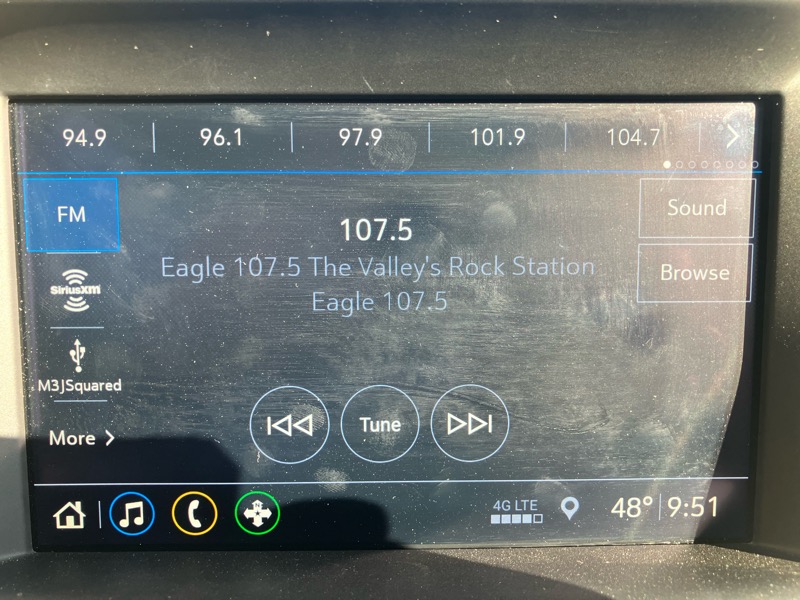 94.9 96.1 97.9 101.9 104.7
FM
107.5
Sound
Eagle 107.5 The Valley's Rock Station
Browse
Eagle 107.5
SiriusXM
M3JSquared
Tune
More
4G LTE
48° 9:51